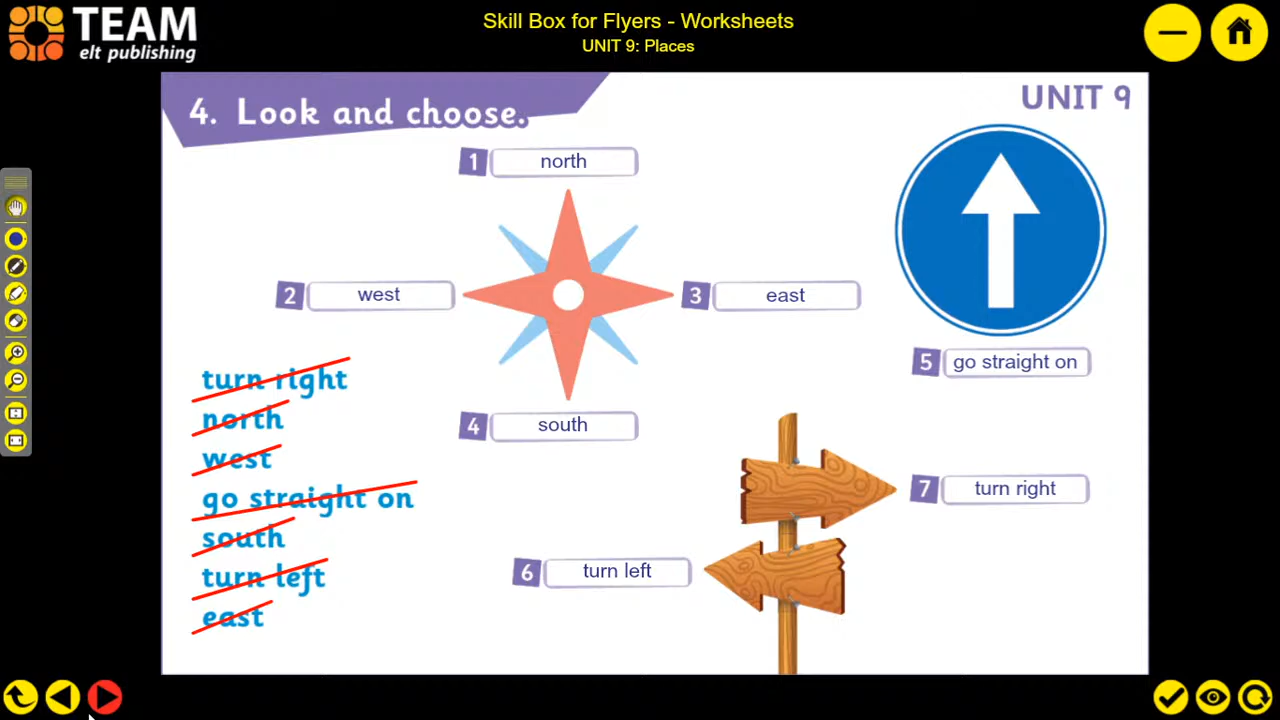 TEAM
elt publishing
Skill Box for Flyers - Worksheets
UNIT 9: Places
4. Look and choose.
UNIT 9
1 north
2 west
3 east
4 south
5 go straight on
turn right
north
west
go straight on
south
turn left
east
7 turn right
6 turn left